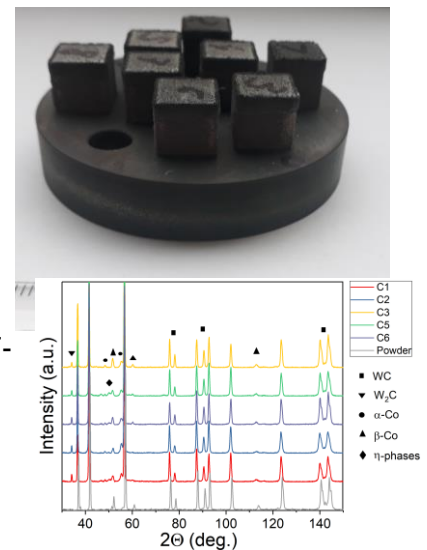 C1
C2
C3
C5
C6
Powder
WC
W₂C
α-Co
β-Co
η-phases
Intensity (a.u.)
40 60 80 100 120 140
2Θ (deg.)